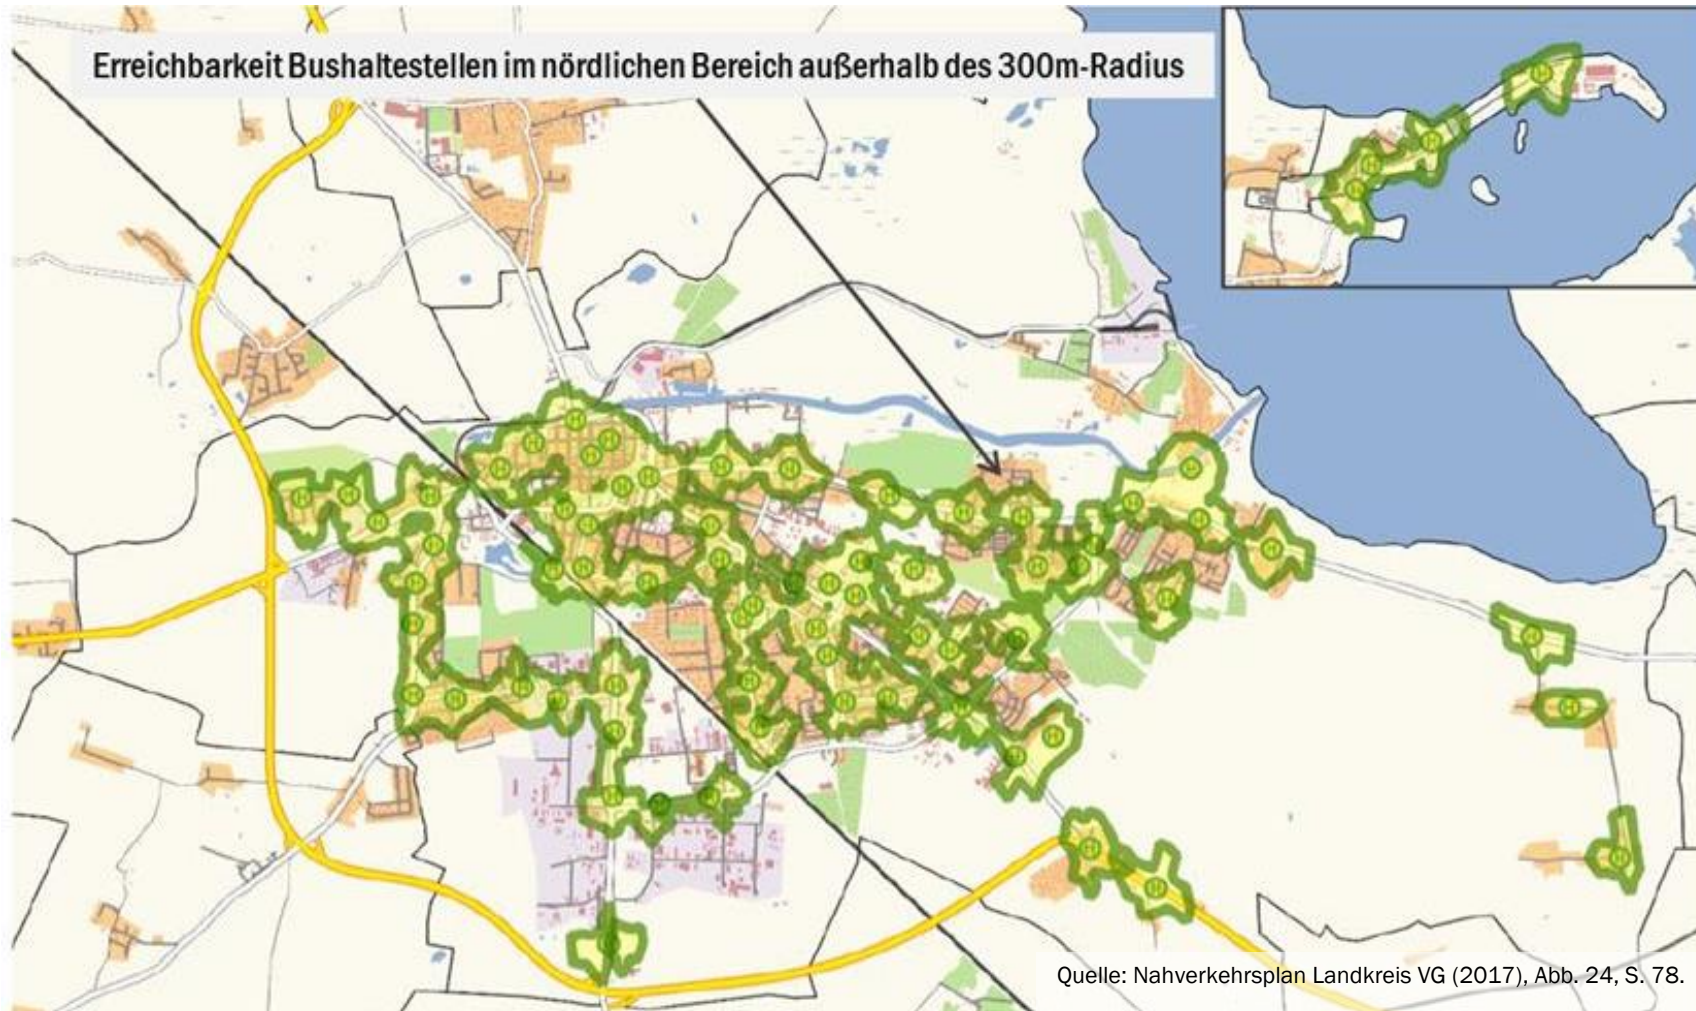 Erreichbarkeit Bushaltestellen im nördlichen Bereich außerhalb des 300m-Radius
Quelle: Nahverkehrsplan Landkreis VG (2017), Abb. 24, S. 78.